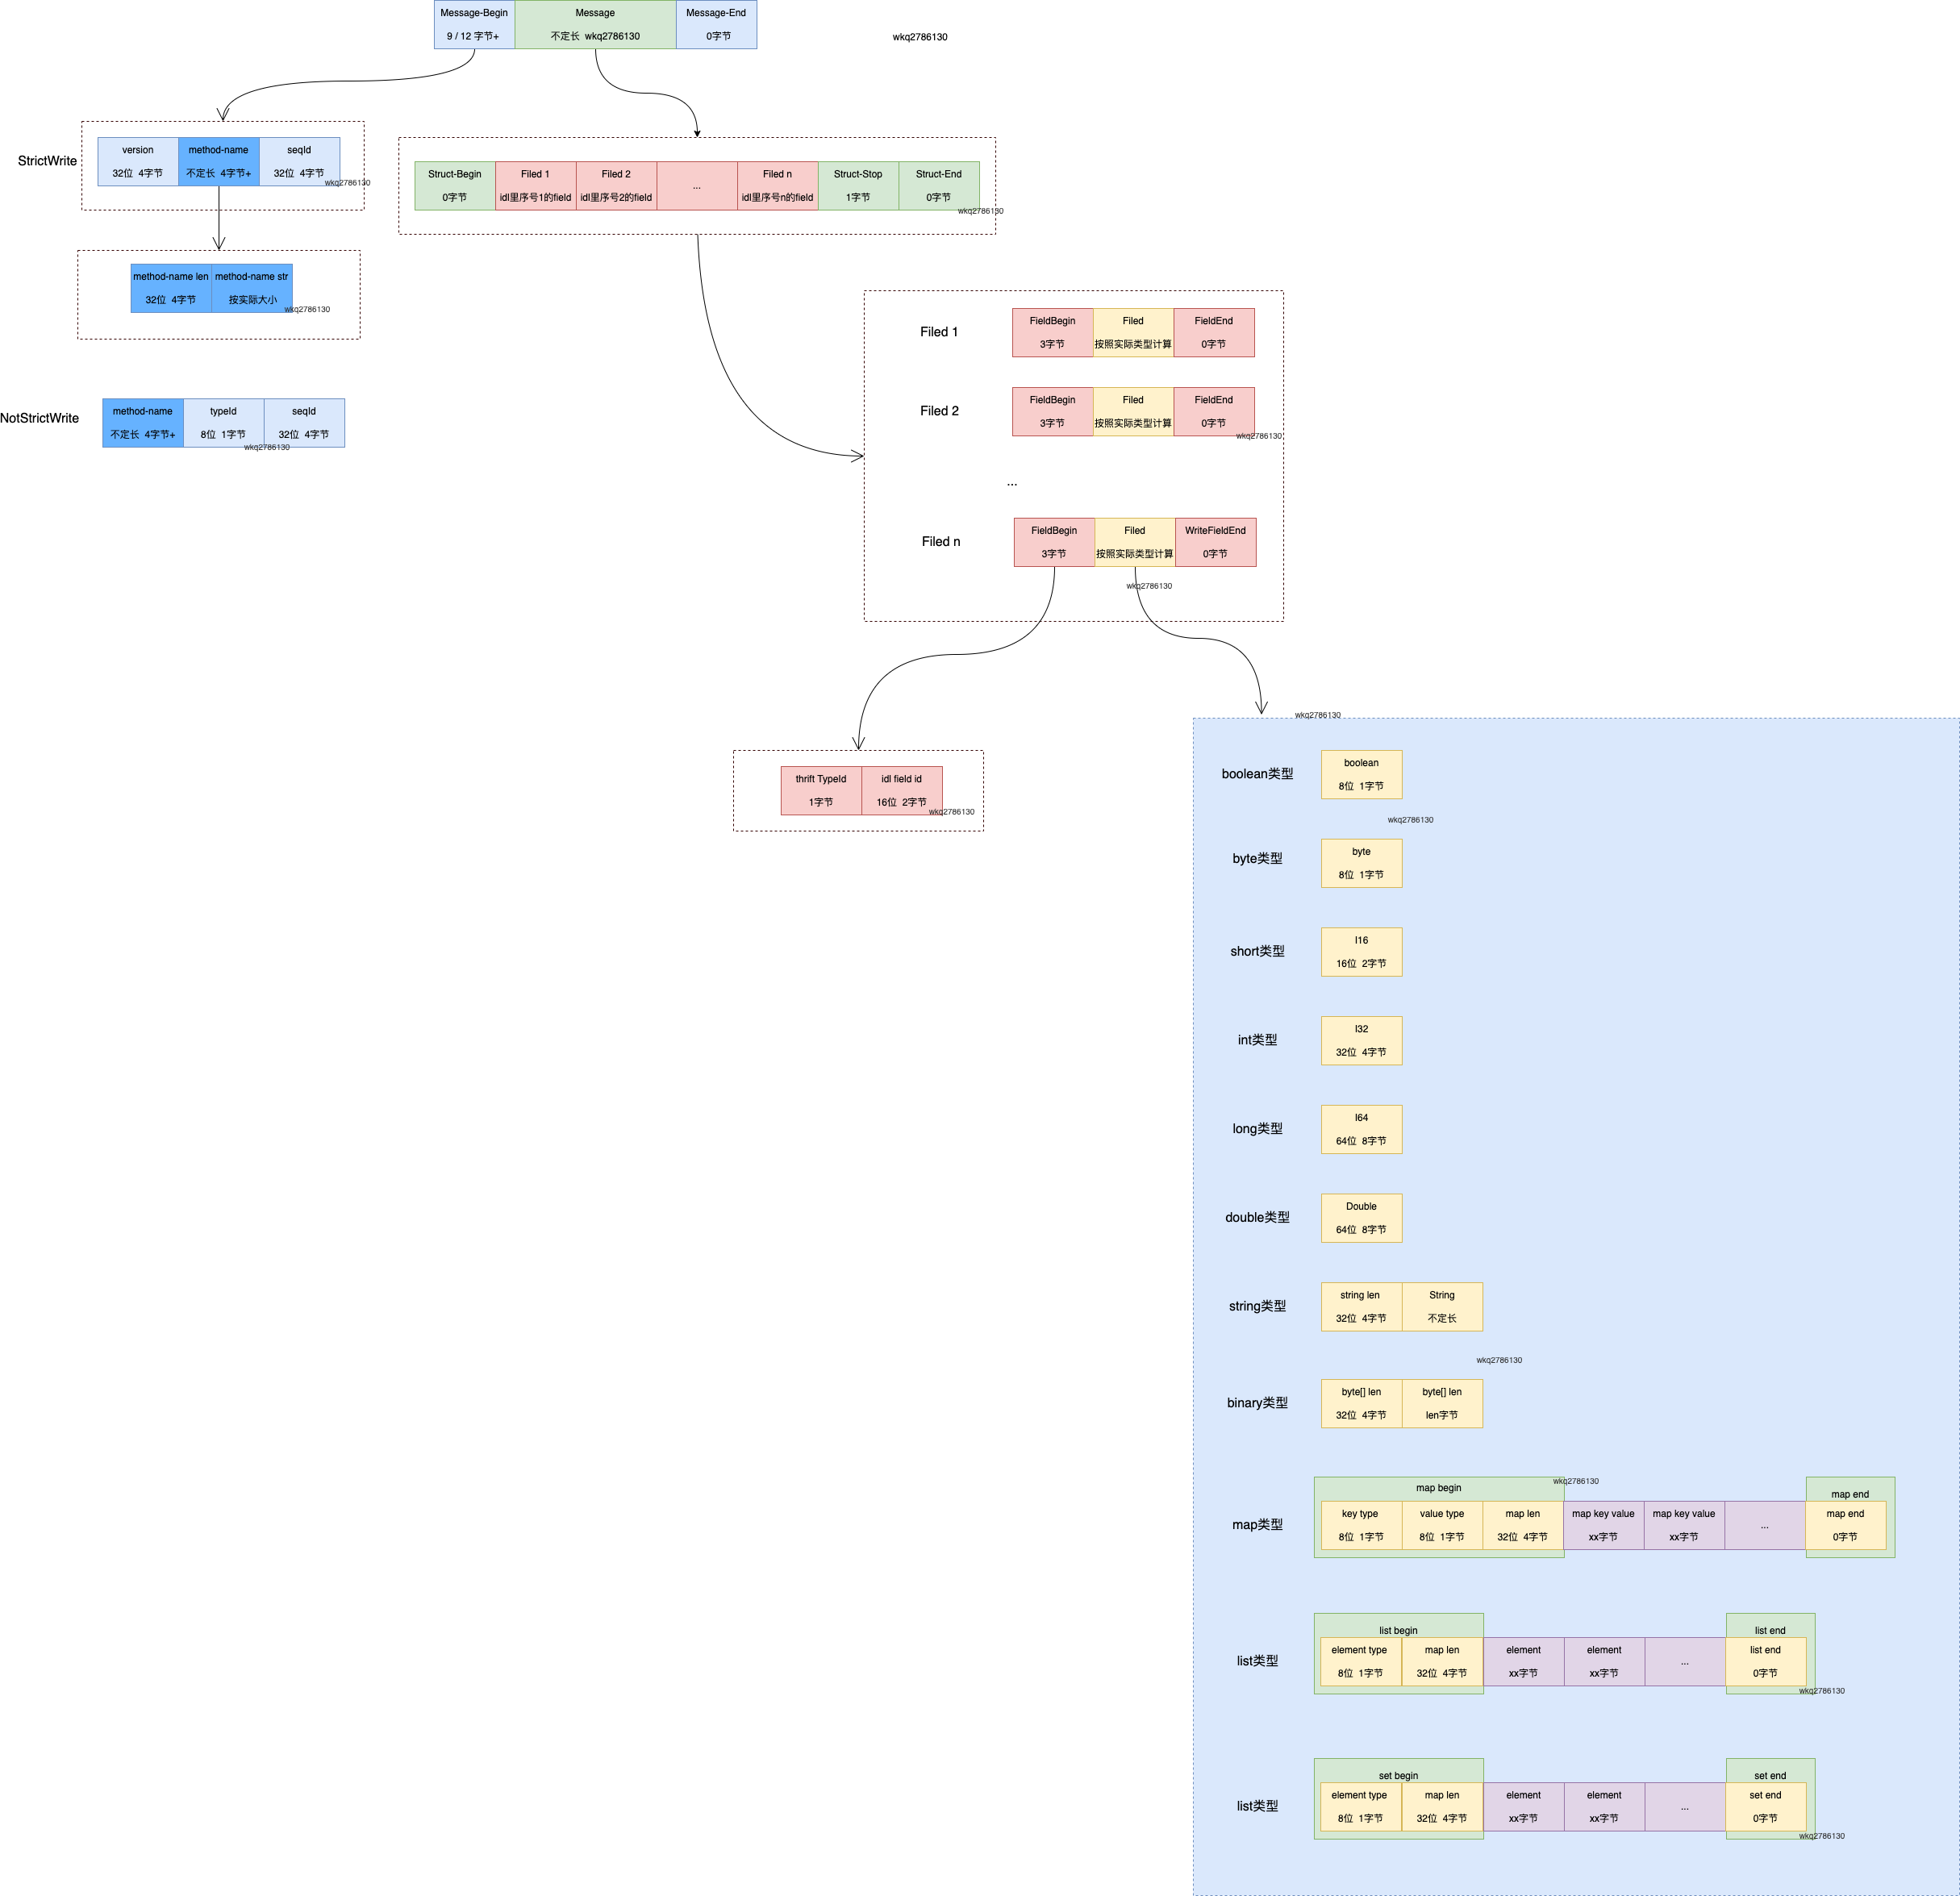 Message-Begin
9 / 12 字节+
Message
不定长 wkq2786130
Message-End
0字节
wkq2786130
StrictWrite
version
32位 4字节
method-name
不定长 4字节+
seqId
32位 4字节
wkq2786130
Struct-Begin
0字节
Filed 1
idl里序号1的field
Filed 2
idl里序号2的field
...
Filed n
idl里序号n的field
Struct-Stop
1字节
Struct-End
0字节
wkq2786130
method-name len
32位 4字节
method-name str
按实际大小
wkq2786130
NotStrictWrite
method-name
不定长 4字节+
typeId
8位 1字节
seqId
32位 4字节
wkq2786130
Filed 1
FieldBegin
3字节
Filed
按照实际类型计算
FieldEnd
0字节
Filed 2
FieldBegin
3字节
Filed
按照实际类型计算
FieldEnd
0字节
wkq2786130
...
Filed n
FieldBegin
3字节
Filed
按照实际类型计算
WriteFieldEnd
0字节
wkq2786130
thrift TypeId
1字节
idl field id
16位 2字节
wkq2786130
wkq2786130
boolean类型
boolean
8位 1字节
wkq2786130
byte类型
byte
8位 1字节
short类型
I16
16位 2字节
int类型
I32
32位 4字节
long类型
I64
64位 8字节
double类型
Double
64位 8字节
string类型
string len
32位 4字节
String
不定长
wkq2786130
binary类型
byte[] len
32位 4字节
byte[] len
len字节
wkq2786130
map类型
map begin
key type
8位 1字节
value type
8位 1字节
map len
32位 4字节
map key value
xx字节
map key value
xx字节
...
map end
map end
0字节
list类型
list begin
element type
8位 1字节
map len
32位 4字节
element
xx字节
element
xx字节
...
list end
list end
0字节
wkq2786130
list类型
set begin
element type
8位 1字节
map len
32位 4字节
element
xx字节
element
xx字节
...
set end
set end
0字节
wkq2786130